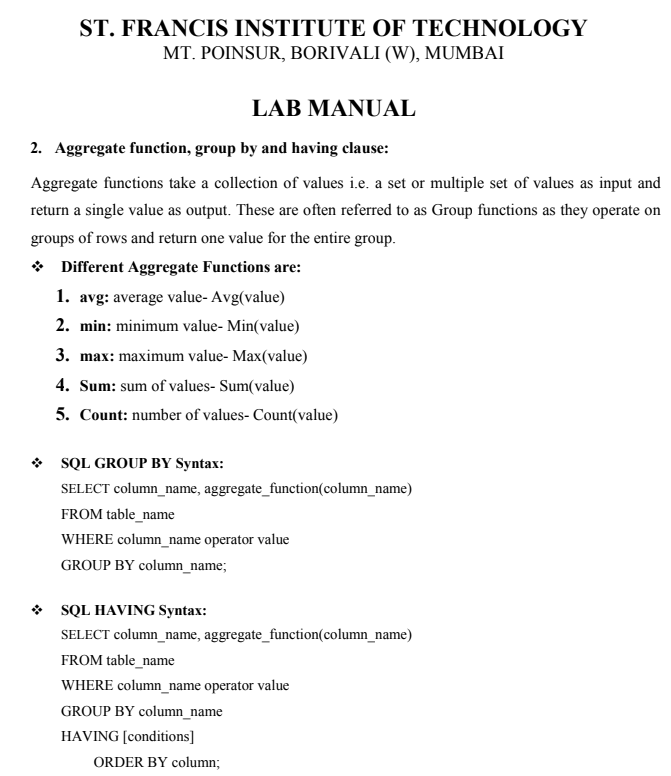 ST. FRANCIS INSTITUTE OF TECHNOLOGY
MT. POINSUR, BORIVALI (W), MUMBAI
LAB MANUAL
2. Aggregate function, group by and having clause:
Aggregate functions take a collection of values i.e. a set or multiple set of values as input and
return a single value as output. These are often referred to as Group functions as they operate on
groups of rows and return one value for the entire group.
❖ Different Aggregate Functions are:
1. avg: average value- Avg(value)
2. min: minimum value- Min(value)
3. max: maximum value- Max(value)
4. Sum: sum of values- Sum(value)
5. Count: number of values- Count(value)
❖ SQL GROUP BY Syntax:
SELECT column_name, aggregate_function(column_name)
FROM table_name
WHERE column_name operator value
GROUP BY column_name;
❖ SQL HAVING Syntax:
SELECT column_name, aggregate_function(column_name)
FROM table_name
WHERE column_name operator value
GROUP BY column_name
HAVING [conditions]
ORDER BY column;